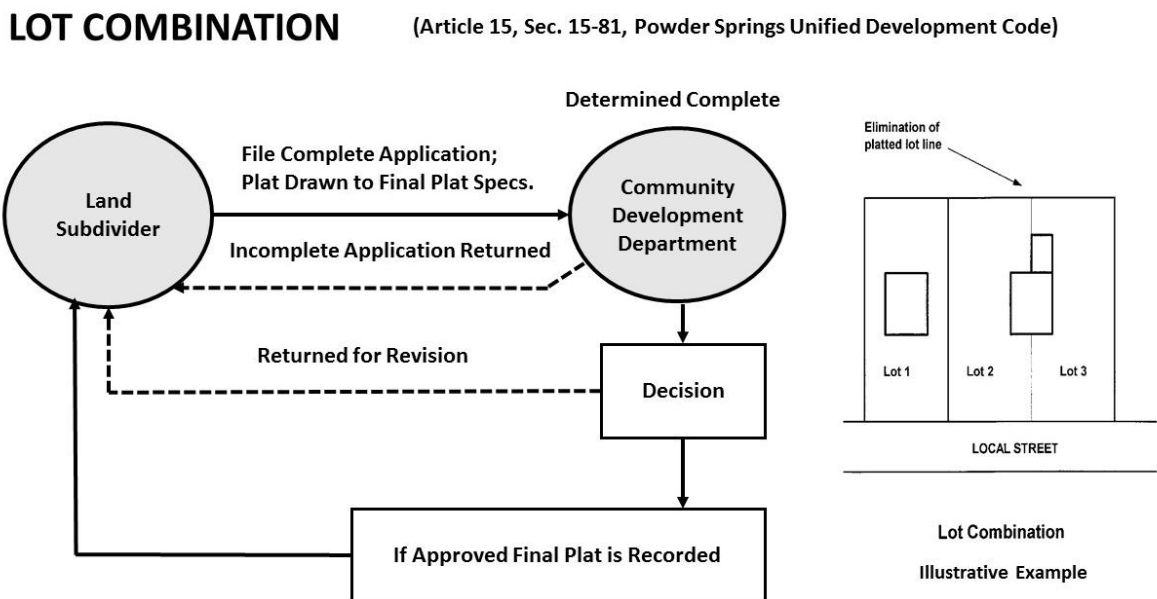 LOT COMBINATION
(Article 15, Sec. 15-81, Powder Springs Unified Development Code)
Determined Complete
File Complete Application;
Plat Drawn to Final Plat Specs.
Land
Subdivider
Community
Development
Department
Incomplete Application Returned
Returned for Revision
Decision
If Approved Final Plat is Recorded
Elimination of
platted lot line
Lot 1
Lot 2
Lot 3
LOCAL STREET
Lot Combination
Illustrative Example